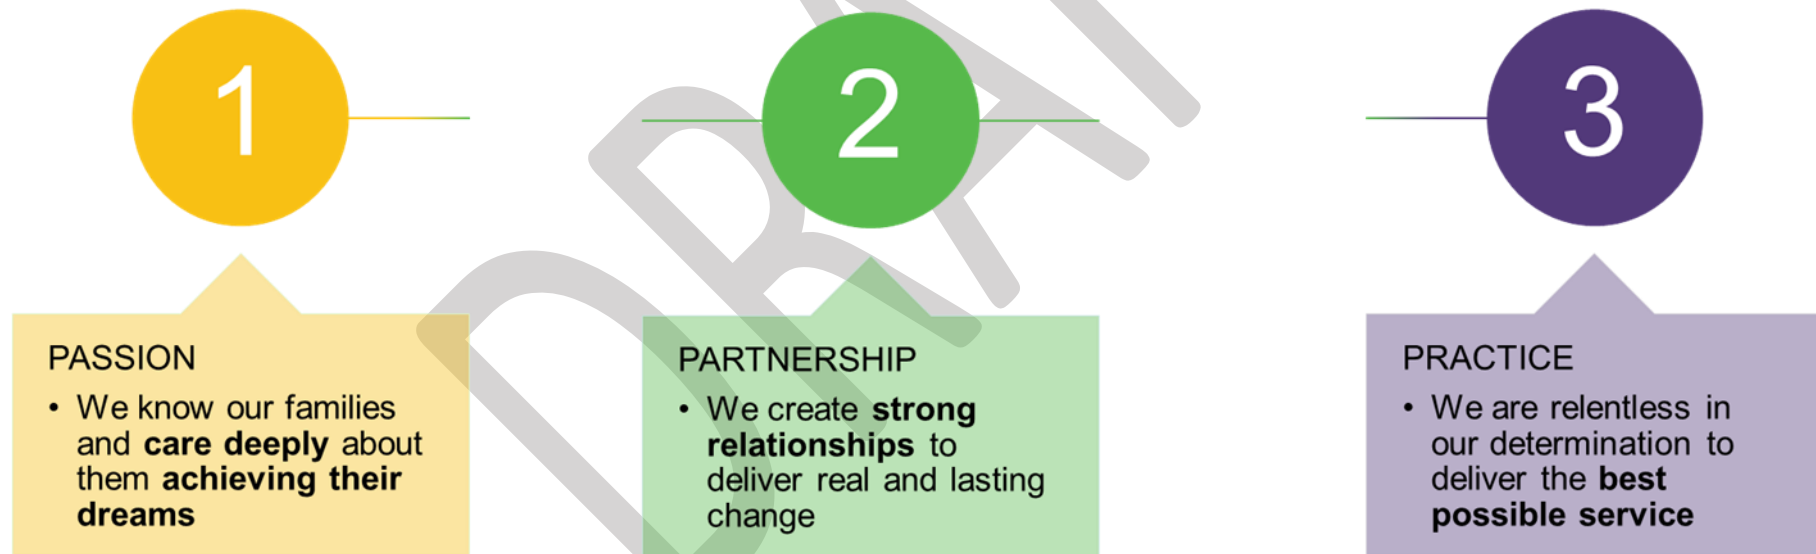 1
2
3
PASSION
• We know our families
and care deeply about
them achieving their
dreams
PARTNERSHIP
• We create strong
relationships to
deliver real and lasting
change
PRACTICE
• We are relentless in
our determination to
deliver the best
possible service
DRA